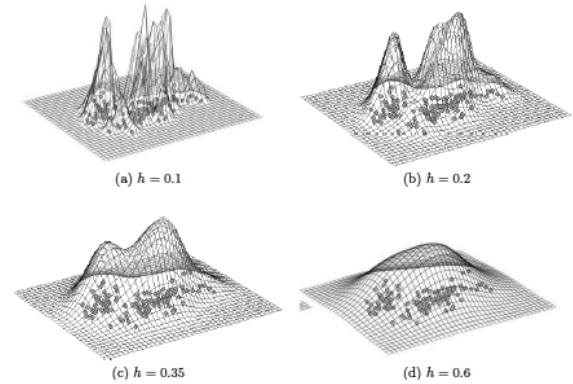 (a) h = 0.1
(b) h = 0.2
(c) h = 0.35
(d) h = 0.6